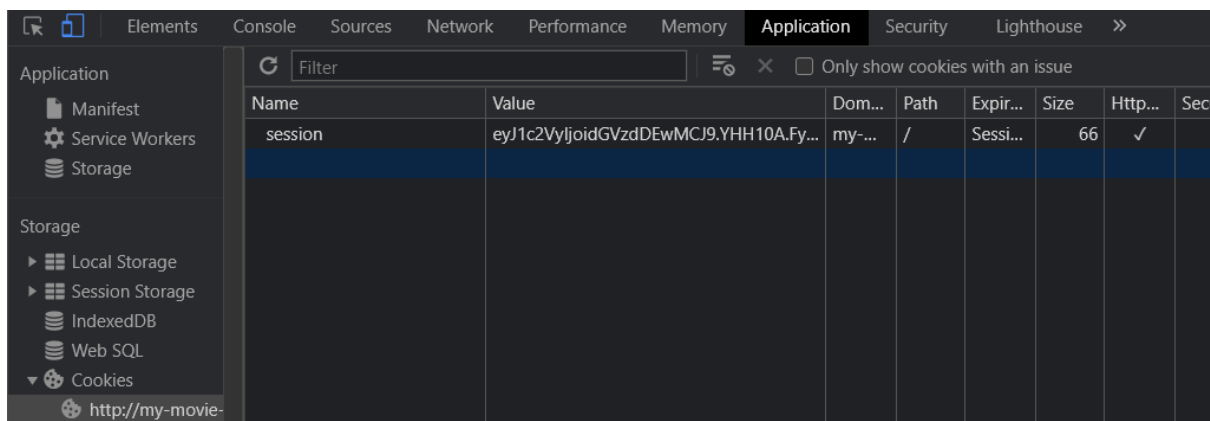 Elements Console Sources Network Performance Memory Application Security Lighthouse »
Application
Manifest
Service Workers
Storage
Storage
Local Storage
Session Storage
IndexedDB
Web SQL
Cookies
http://my-movie-
Filter
Only show cookies with an issue
Name Value Dom... Path Expir... Size Http... Sec
session eyJ1c2VyIjoidGVzdDEwMCJ9.YHH10A.Fy... my-... / Sessi... 66 ✓